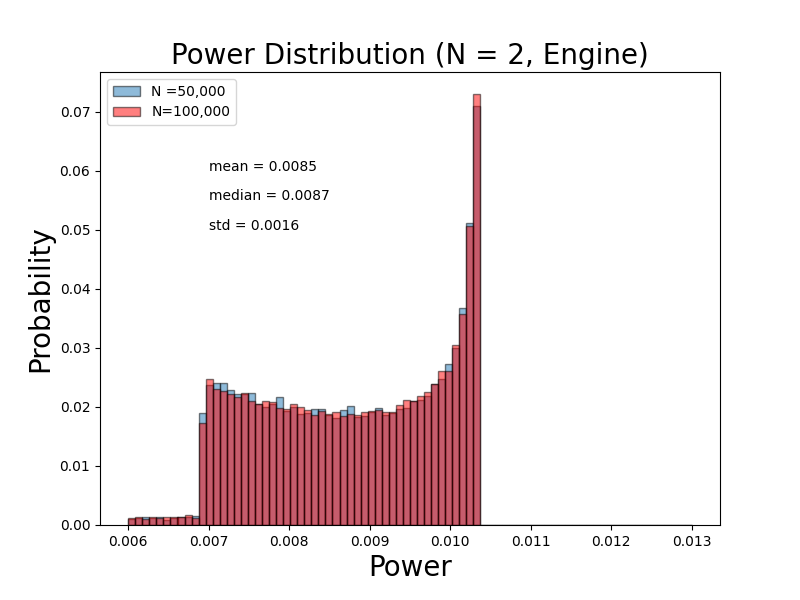 Power Distribution (N = 2, Engine)
N =50,000
N=100,000
mean = 0.0085
median = 0.0087
std = 0.0016
Probability
0.07
0.06
0.05
0.04
0.03
0.02
0.01
0.00
0.006 0.007 0.008 0.009 0.010 0.011 0.012 0.013
Power